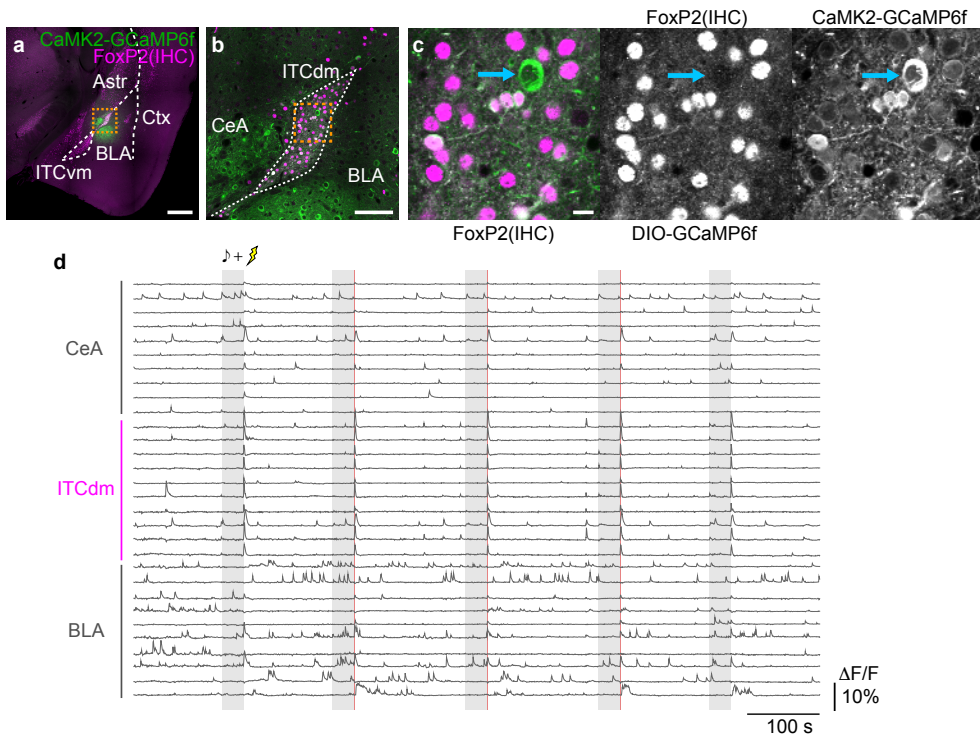 a
CaMK2-GCaMP6f
FoxP2(IHC)
Astr
Ctx
BLA
ITCvm
b
ITCdm
CeA
BLA
c
FoxP2(IHC)
CaMK2-GCaMP6f
FoxP2(IHC)
DIO-GCaMP6f
d
♪+
CeA
ITCdm
BLA
ΔF/F
10%
100 s